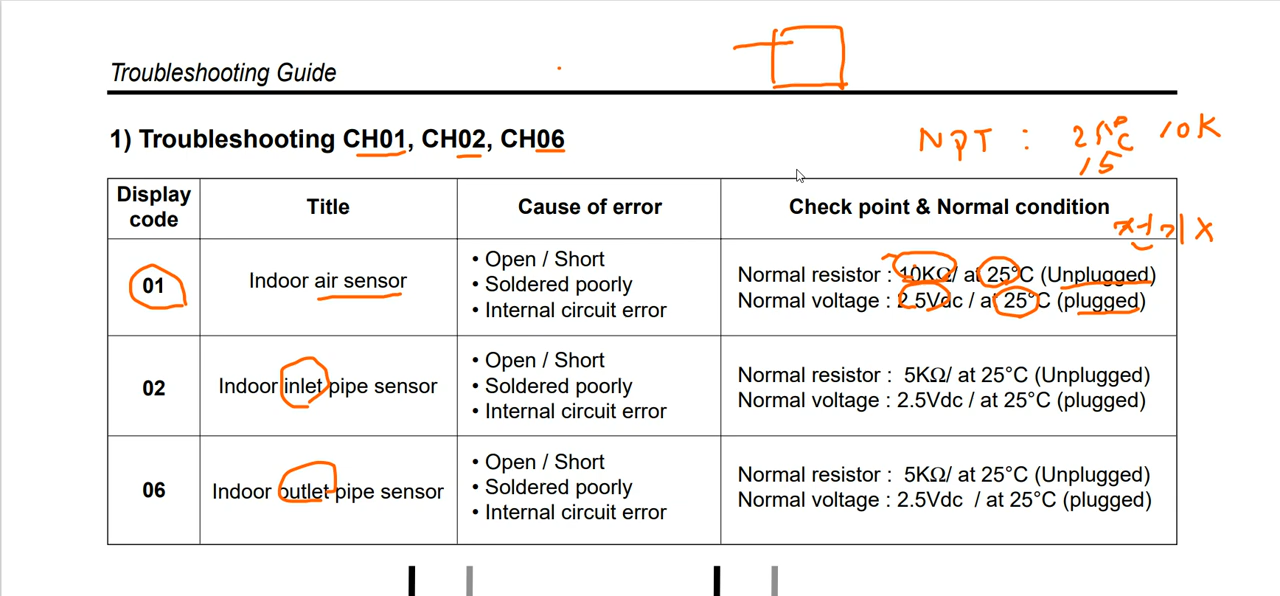 Troubleshooting Guide
1) Troubleshooting CH01, CH02, CH06
NPT : 25°C 10K
15
Display code
Title
Cause of error
Check point & Normal condition
01
Indoor air sensor
• Open / Short
• Soldered poorly
• Internal circuit error
Normal resistor : 10KΩ/ at 25°C (Unplugged)
Normal voltage : 2.5Vdc / at 25°C (plugged)
02
Indoor inlet pipe sensor
• Open / Short
• Soldered poorly
• Internal circuit error
Normal resistor : 5KΩ/ at 25°C (Unplugged)
Normal voltage : 2.5Vdc / at 25°C (plugged)
06
Indoor outlet pipe sensor
• Open / Short
• Soldered poorly
• Internal circuit error
Normal resistor : 5KΩ/ at 25°C (Unplugged)
Normal voltage : 2.5Vdc / at 25°C (plugged)